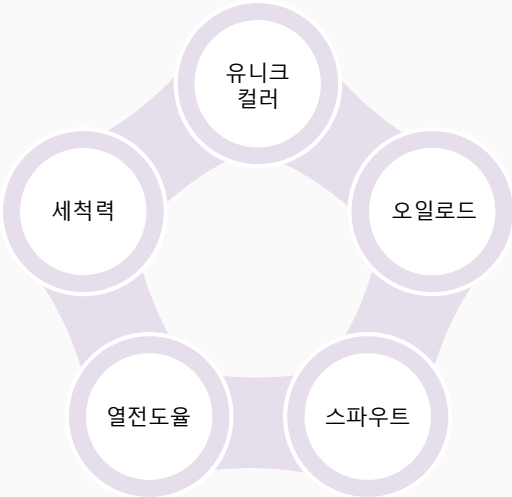 유니크
컬러
세척력
오일로드
열전도율
스파우트